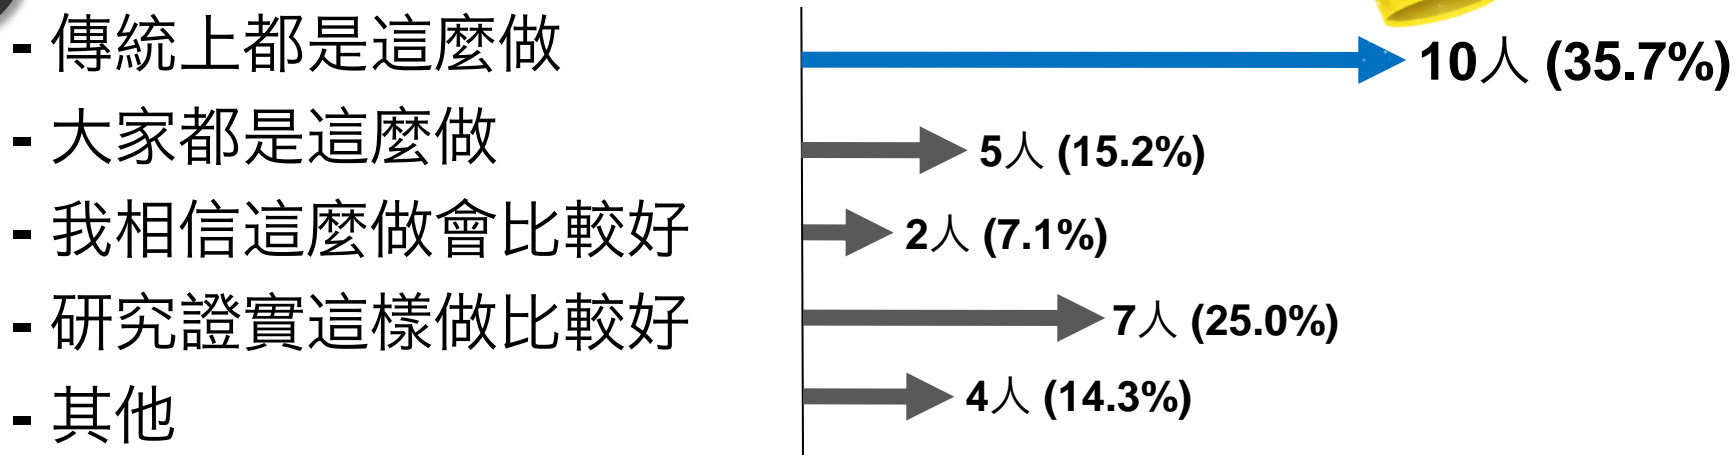 - 傳統上都是這麼做 10人 (35.7%)
- 大家都是這麼做 5人 (15.2%)
- 我相信這麼做會比較好 2人 (7.1%)
- 研究證實這樣做比較好 7人 (25.0%)
- 其他 4人 (14.3%)